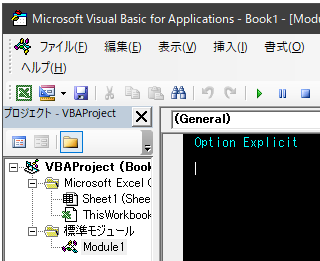 Microsoft Visual Basic for Applications - Book1 - [Modu
ファイル(F) 編集(E) 表示(V) 挿入(I) 書式(O)
ヘルプ(H)
プロジェクト - VBAProject
VBAProject (Book
Microsoft Excel O
Sheet1 (Shee
ThisWorkbook
標準モジュール
Module1
(General)
Option Explicit